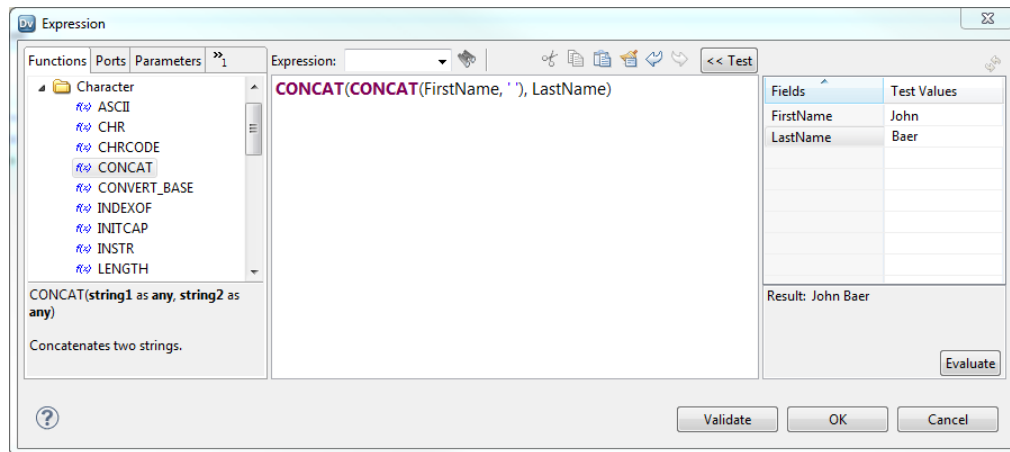 Dv Expression
Functions Ports Parameters »1
Expression:
<< Test
Character
f(x) ASCII
f(x) CHR
f(x) CHRCODE
f(x) CONCAT
f(x) CONVERT_BASE
f(x) INDEXOF
f(x) INITCAP
f(x) INSTR
f(x) LENGTH
CONCAT(string1 as any, string2 as
any)
Concatenates two strings.
CONCAT(CONCAT(FirstName, ' '), LastName)
Fields Test Values
FirstName John
LastName Baer
Result: John Baer
Evaluate
?
Validate OK Cancel